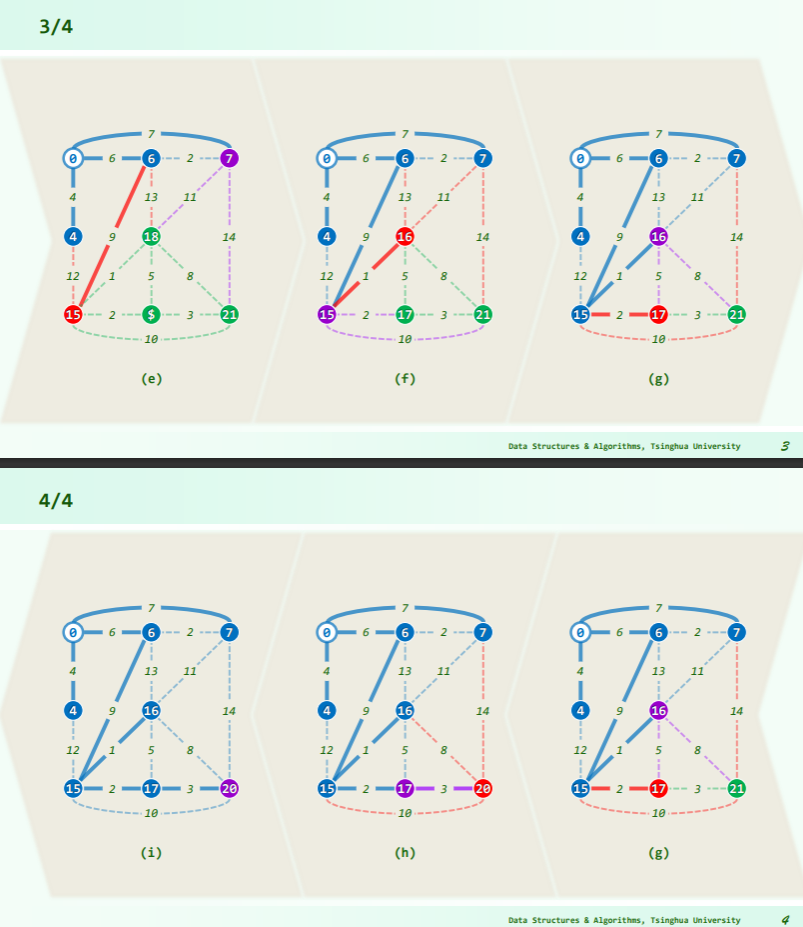 3/4
7 7 7
0 6 6 2 7 0 6 6 2 7 0 6 6 2 7
4 13 11 4 13 11 4 13 11
4 9 18 14 4 9 16 14 4 9 16 14
12 1 5 8 12 1 5 8 12 1 5 8
15 2 $ 3 21 15 2 17 3 21 15 2 17 3 21
10 10 10
(e) (f) (g)
Data Structures & Algorithms, Tsinghua University 3
4/4
7 7 7
0 6 6 2 7 0 6 6 2 7 0 6 6 2 7
4 13 11 4 13 11 4 13 11
4 9 16 14 4 9 16 14 4 9 16 14
12 1 5 8 12 1 5 8 12 1 5 8
15 2 17 3 20 15 2 17 3 20 15 2 17 3 21
10 10 10
(i) (h) (g)
Data Structures & Algorithms, Tsinghua University 4